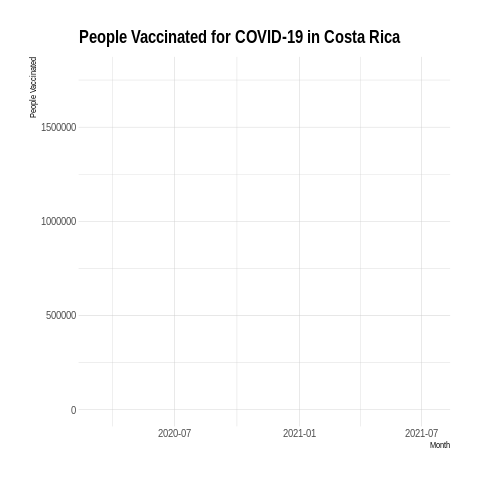 People Vaccinated for COVID-19 in Costa Rica
People Vaccinated
1500000
1000000
500000
0
2020-07
2021-01
2021-07
Month